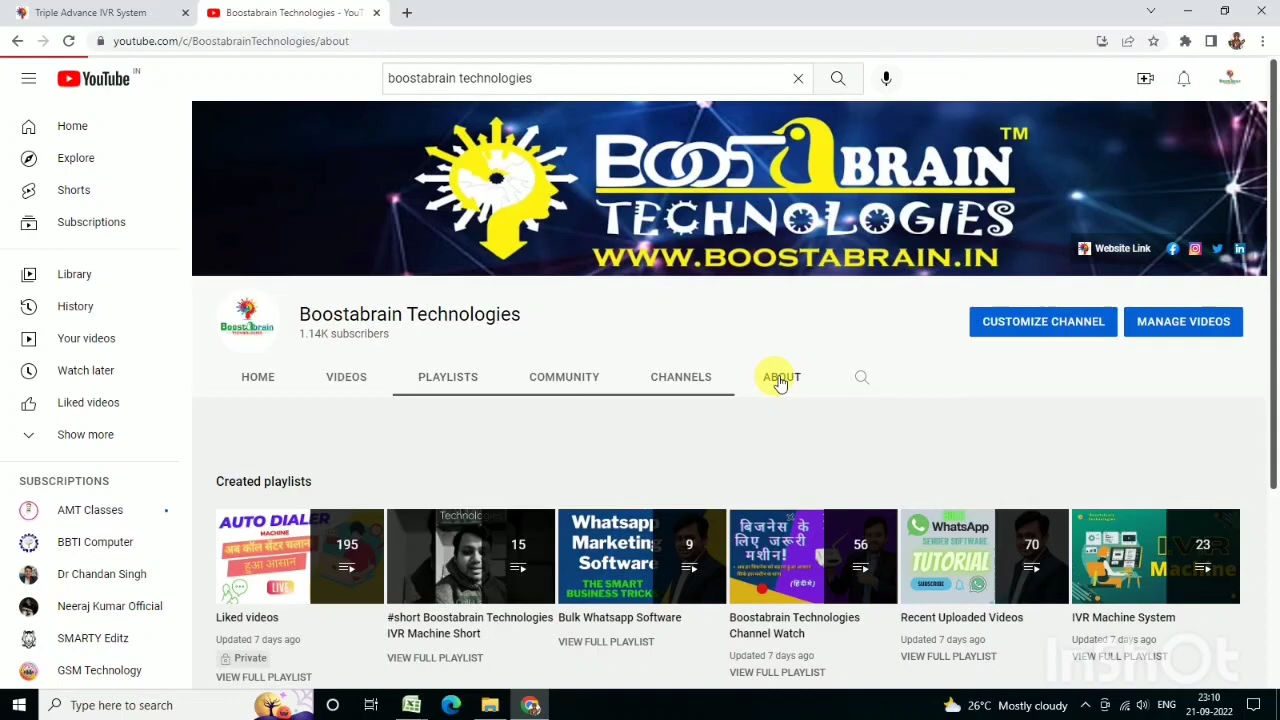 Triple Advance IVR System
Boostabrain Technologies - YouT
youtube.com/c/BoostabrainTechnologies/about
YouTube IN
boostabrain technologies
Home
Explore
Shorts
Subscriptions
Library
History
Your videos
Watch later
Liked videos
Show more
SUBSCRIPTIONS
AMT Classes
BBTI Computer
Dr Chandan Singh
Neeraj Kumar Official
SMARTY Editz
GSM Technology
BOOSTABRAIN TM
TECHNOLOGIES
WWW.BOOSTABRAIN.IN
Website Link
Boostabrain
Boostabrain Technologies
1.14K subscribers
CUSTOMIZE CHANNEL
MANAGE VIDEOS
HOME
VIDEOS
PLAYLISTS
COMMUNITY
CHANNELS
ABOUT
Created playlists
AUTO DIALER
MACHINE
अब कॉल सेंटर चलाना
हुआ आसान
LIVE
195
15
Whatsapp
Marketing
Software
THE SMART
BUSINESS TRICK
9
बिजनेस के
लिए जरूरी
मशीन!
(हिंदी में)
56
WhatsApp
SENDER SOFTWARE
TUTORIAL
SUBSCRIBE
70
IVR
Machine
23
Liked videos
Updated 7 days ago
Private
VIEW FULL PLAYLIST
#short Boostabrain Technologies
IVR Machine Short
VIEW FULL PLAYLIST
Bulk Whatsapp Software
VIEW FULL PLAYLIST
Boostabrain Technologies
Channel Watch
Updated 7 days ago
VIEW FULL PLAYLIST
Recent Uploaded Videos
Updated 7 days ago
VIEW FULL PLAYLIST
IVR Machine System
Updated 7 days ago
VIEW FULL PLAYLIST
InShOt
Type here to search
26°C Mostly cloudy
ENG
23:10
21-09-2022